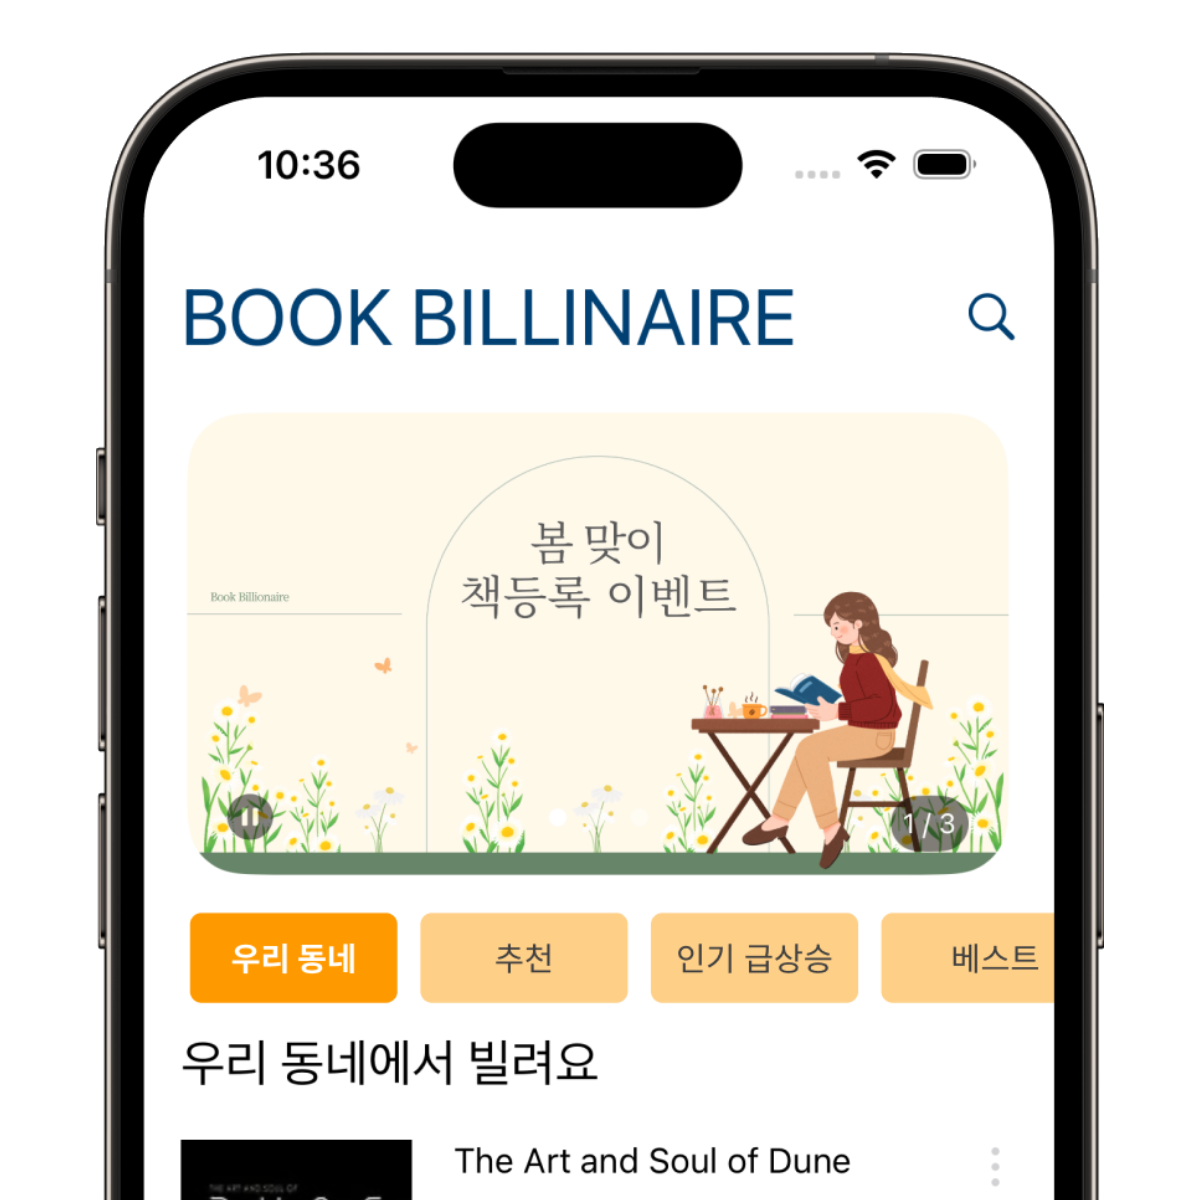 10:36
BOOK BILLINAIRE
봄 맞이
책등록 이벤트
Book Billionaire
1 / 3
우리 동네
추천
인기 급상승
베스트
우리 동네에서 빌려요
The Art and Soul of Dune
THE ART AND SOUL OF